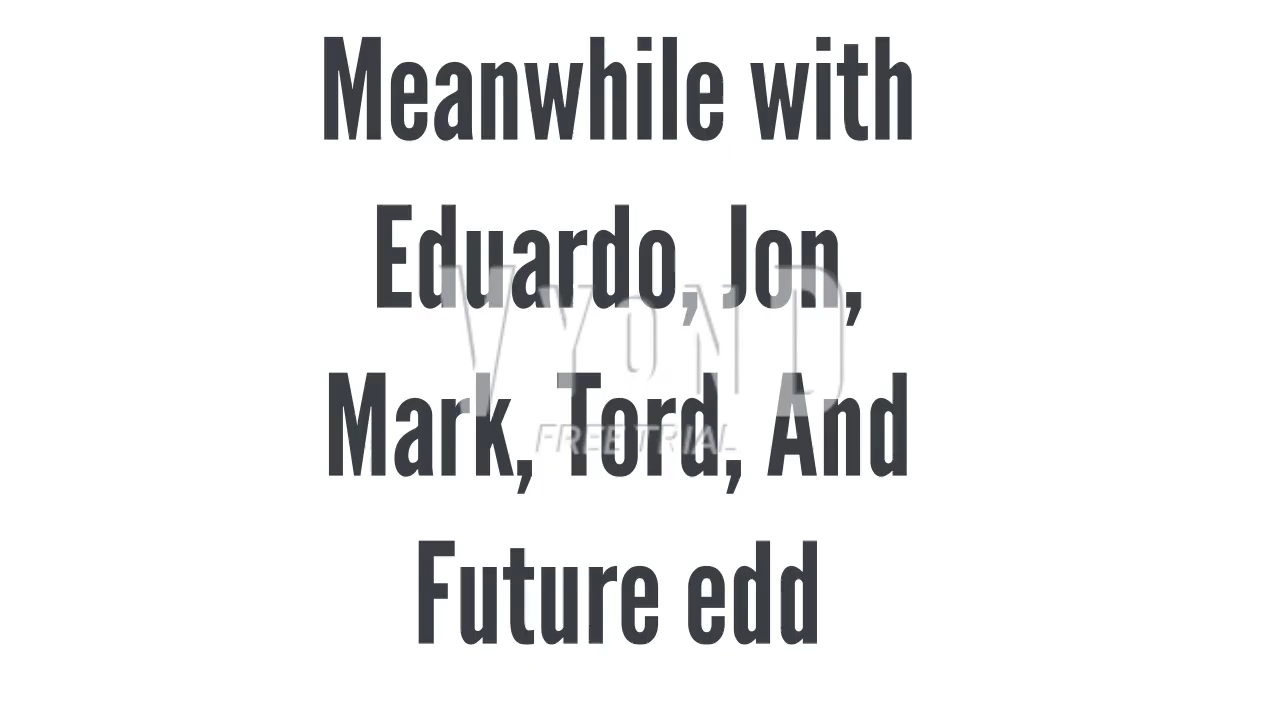 Meanwhile with
Eduardo, Jon,
VYOND
Mark, Tord, And
FREE TRIAL
Future edd